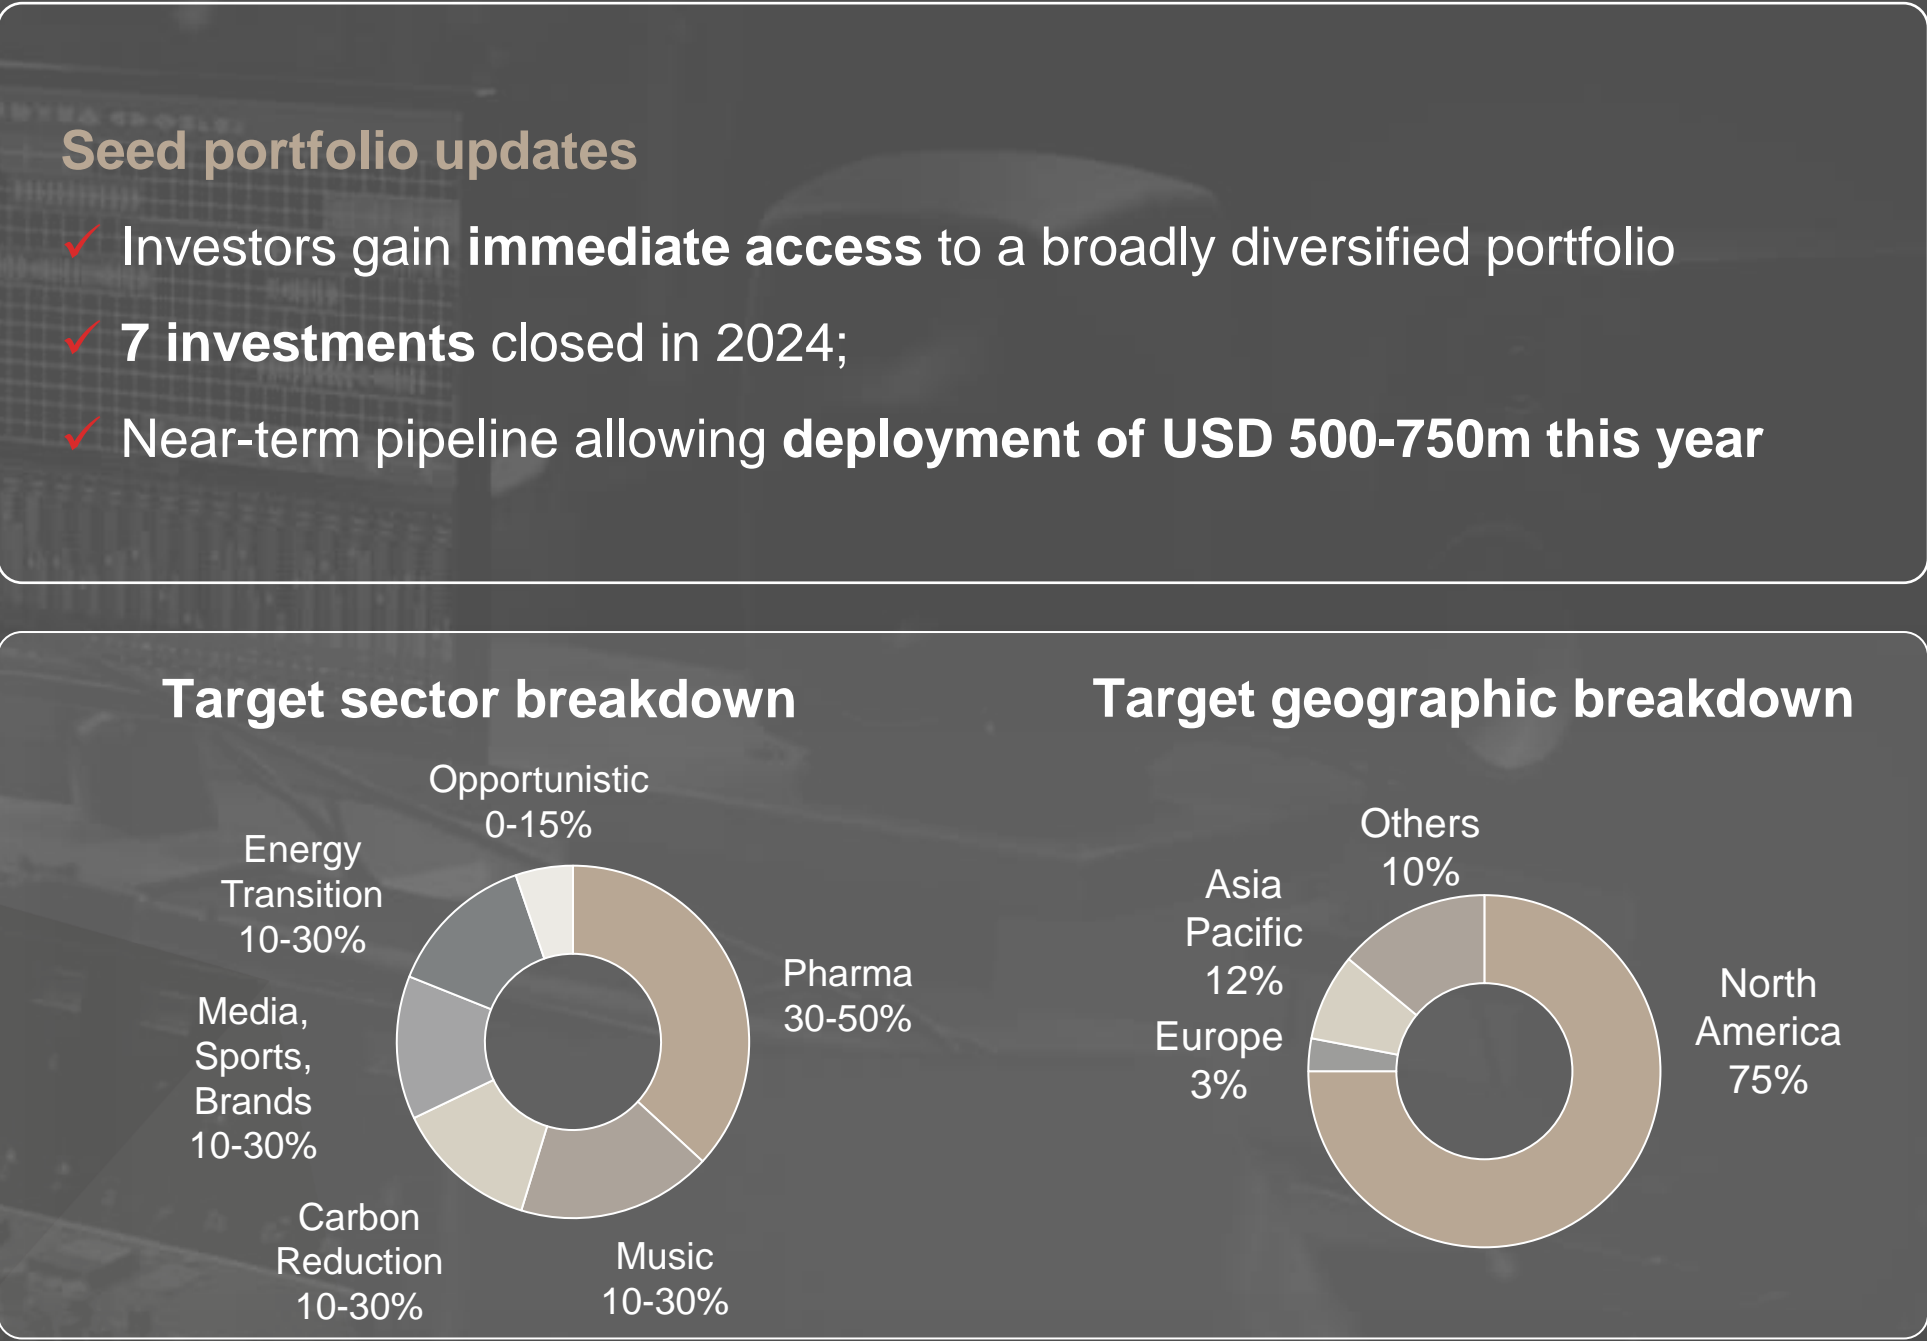 Seed portfolio updates
Investors gain immediate access to a broadly diversified portfolio
7 investments closed in 2024;
Near-term pipeline allowing deployment of USD 500-750m this year
Target sector breakdown
Opportunistic
0-15%
Energy
Transition
10-30%
Pharma
30-50%
Media,
Sports,
Brands
10-30%
Carbon
Reduction
10-30%
Music
10-30%
Target geographic breakdown
Others
10%
Asia
Pacific
12%
North
America
75%
Europe
3%